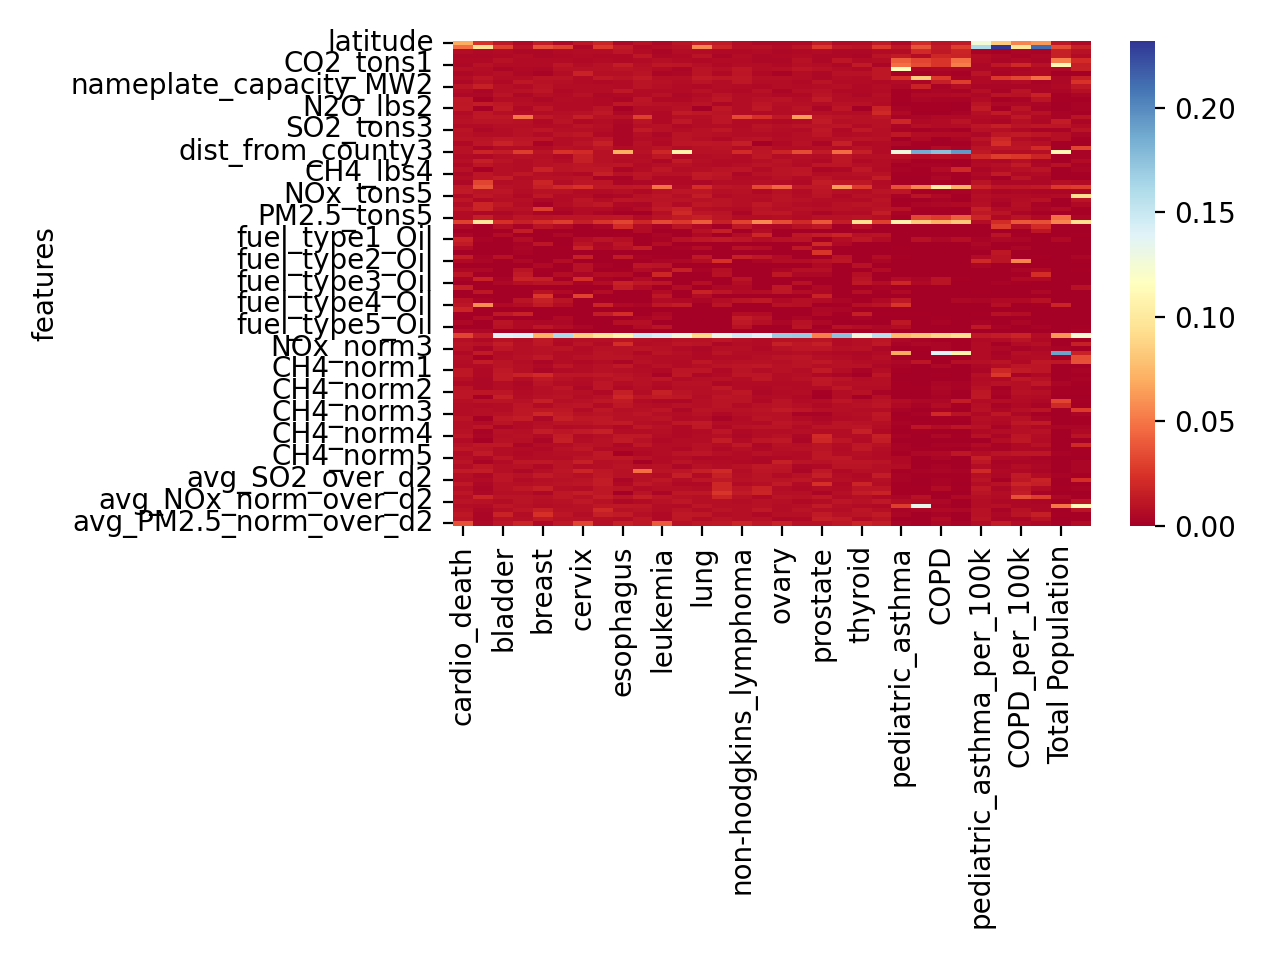 latitude
CO2_tons1
nameplate_capacity_MW2
N2O_lbs2
SO2_tons3
dist_from_county3
CH4_lbs4
NOx_tons5
PM2.5_tons5
fuel_type1_Oil
fuel_type2_Oil
fuel_type3_Oil
fuel_type4_Oil
fuel_type5_Oil
NOx_norm3
CH4_norm1
CH4_norm2
CH4_norm3
CH4_norm4
CH4_norm5
avg_SO2_over_d2
avg_NOx_norm_over_d2
avg_PM2.5_norm_over_d2
features
cardio_death
bladder
breast
cervix
esophagus
leukemia
lung
non-hodgkins_lymphoma
ovary
prostate
thyroid
pediatric_asthma
COPD
pediatric_asthma_per_100k
COPD_per_100k
Total Population
0.20
0.15
0.10
0.05
0.00